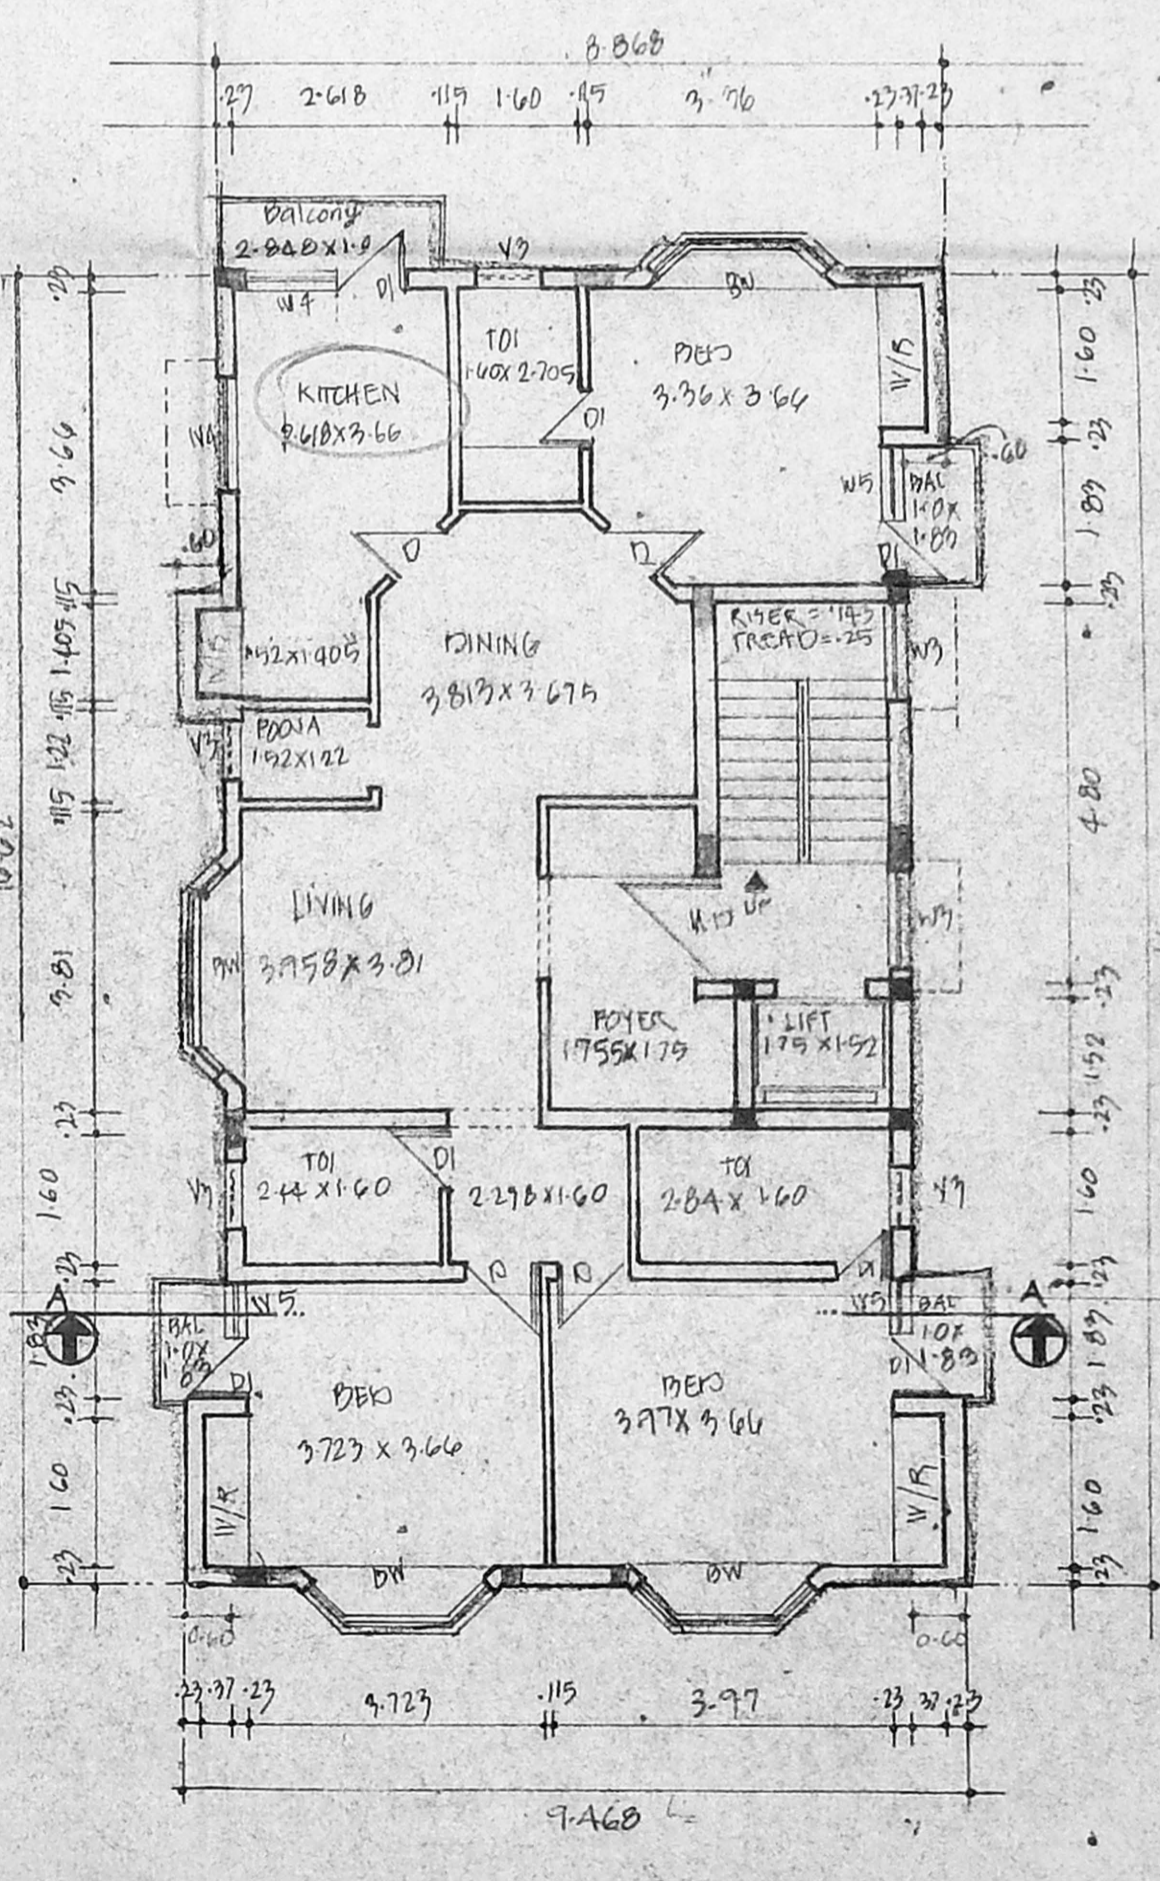 8.868
.23 2.618 .115 1.60 .115 3.36 .23 .37 .23
Balcony
2.848X1.0
V3
W4
D1
BW
.23
.23
TOI
1.60X2.705
BED
3.36X3.66
W/R
1.60
KITCHEN
2.618X3.66
D1
W4
3.66
.23
.60
W5
BAL
1.0X
1.83
1.83
D1
.60
D
D
.23
.115
RISER=.143
TREAD=.25
W3
1.405
W/R
1.52X1.405
DINING
3.813X3.675
.115
V3
POOJA
1.52X1.22
1.22
4.80
.115
LIVING
3.958X3.81
BW
3.81
UP
W3
.23
FOYER
1.755X1.75
LIFT
1.75X1.52
1.52
.23
.23
TOI
2.44X1.60
D1
2.298X1.60
TOI
2.84X1.60
V3
V3
1.60
1.60
.23
D
D
.23
A
W5
W5
A
BAL
1.0X
1.83
1.83
BAL
1.0X
1.83
1.83
D1
D1
BED
3.723X3.66
BED
3.97X3.66
.23
.23
W/R
W/R
1.60
1.60
BW
BW
.23
.23
0.60
0.60
.23 .37 .23 3.723 .115 3.97 .23 .37 .23
9.468